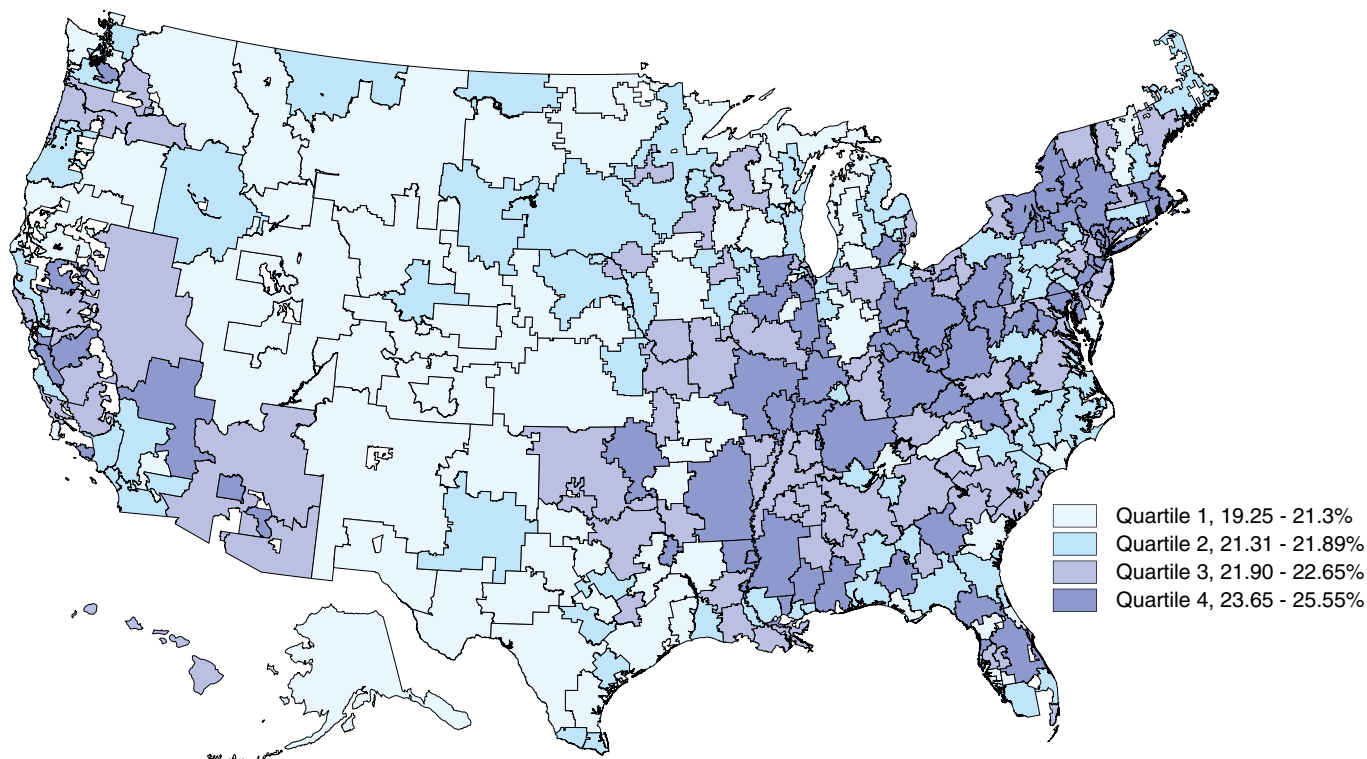 Quartile 1, 19.25 - 21.3%
Quartile 2, 21.31 - 21.89%
Quartile 3, 21.90 - 22.65%
Quartile 4, 23.65 - 25.55%